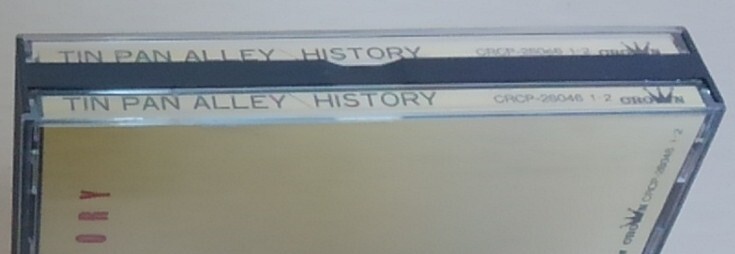 TIN PAN ALLEY \ HISTORY CRCP-28046 1·2 CROWN
TIN PAN ALLEY \ HISTORY CRCP-28046 1·2 CROWN
ORY
CROWN CRCP-28046 1·2